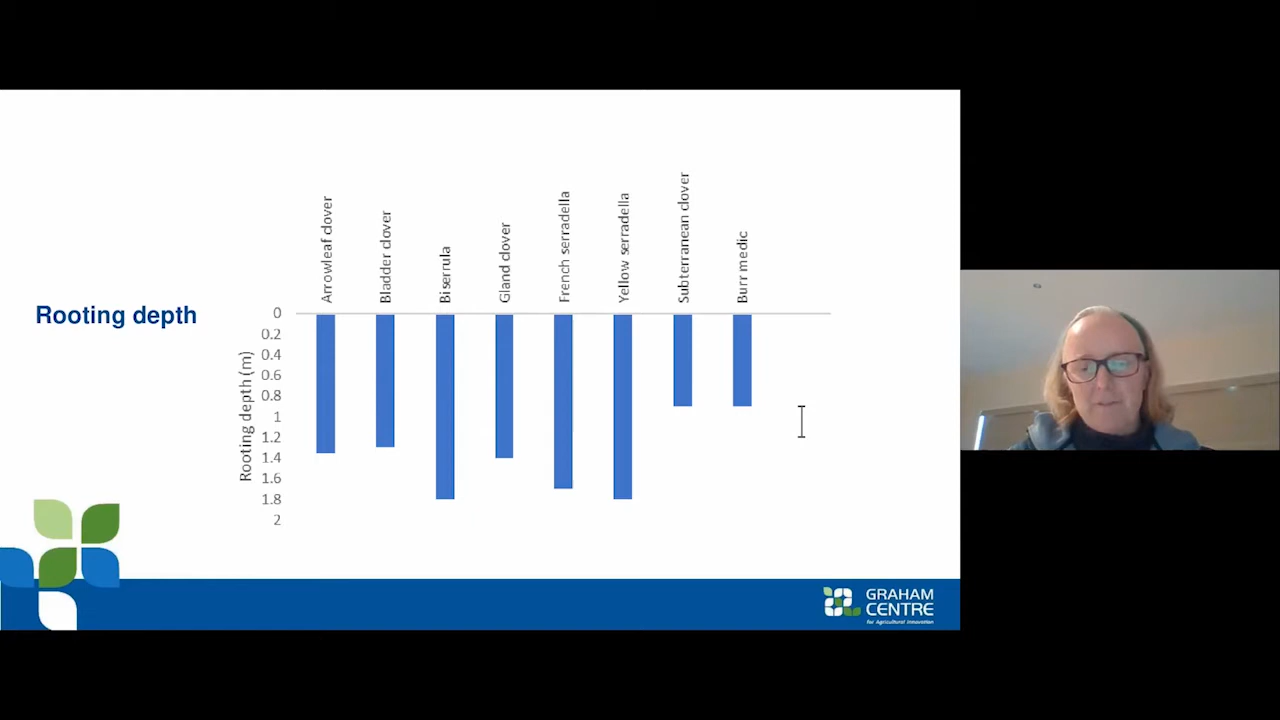 Rooting depth
Arrowleaf clover
Bladder clover
Biserrula
Gland clover
French serradella
Yellow serradella
Subterranean clover
Burr medic
Rooting depth (m)
0
0.2
0.4
0.6
0.8
1
1.2
1.4
1.6
1.8
2
GRAHAM
CENTRE
for Agricultural Innovation